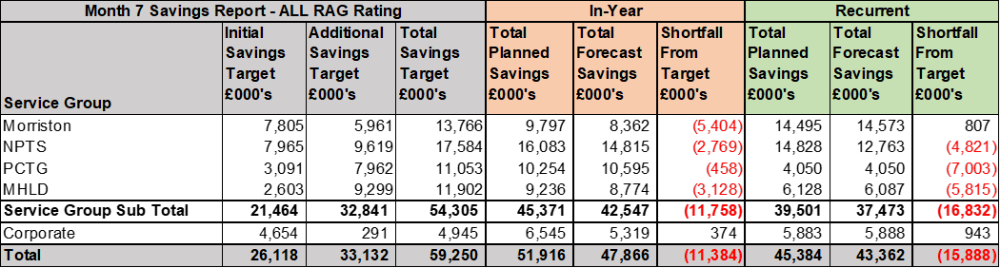 Month 7 Savings Report - ALL RAG Rating In-Year Recurrent
Service Group Initial Savings Target £000's Additional Savings Target £000's Total Savings Target £000's Total Planned Savings £000's Total Forecast Savings £000's Shortfall From Target £000's Total Planned Savings £000's Total Forecast Savings £000's Shortfall From Target £000's
Morriston 7,805 5,961 13,766 9,797 8,362 (5,404) 14,495 14,573 807
NPTS 7,965 9,619 17,584 16,083 14,815 (2,769) 14,828 12,763 (4,821)
PCTG 3,091 7,962 11,053 10,254 10,595 (458) 4,050 4,050 (7,003)
MHLD 2,603 9,299 11,902 9,236 8,774 (3,128) 6,128 6,087 (5,815)
Service Group Sub Total 21,464 32,841 54,305 45,371 42,547 (11,758) 39,501 37,473 (16,832)
Corporate 4,654 291 4,945 6,545 5,319 374 5,883 5,888 943
Total 26,118 33,132 59,250 51,916 47,866 (11,384) 45,384 43,362 (15,888)